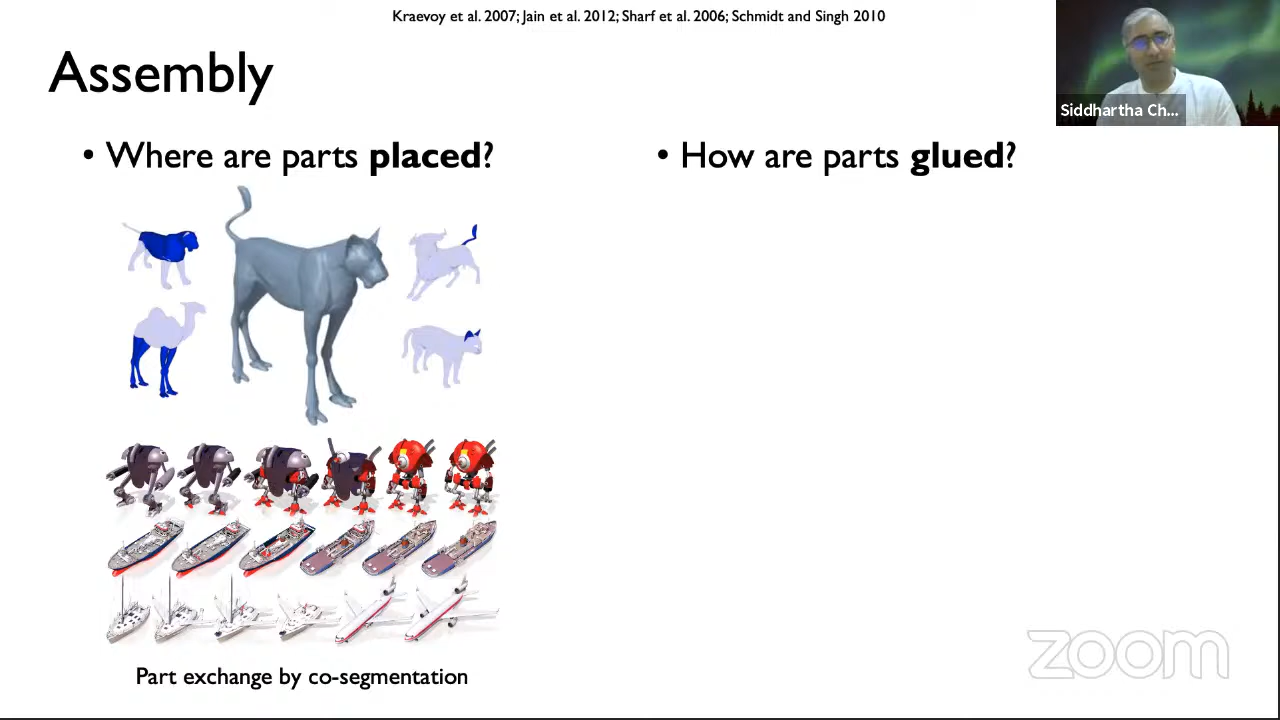 Kraevoy et al. 2007; Jain et al. 2012; Sharf et al. 2006; Schmidt and Singh 2010
Assembly
Siddhartha Ch...
• Where are parts placed?
• How are parts glued?
Part exchange by co-segmentation
zoom